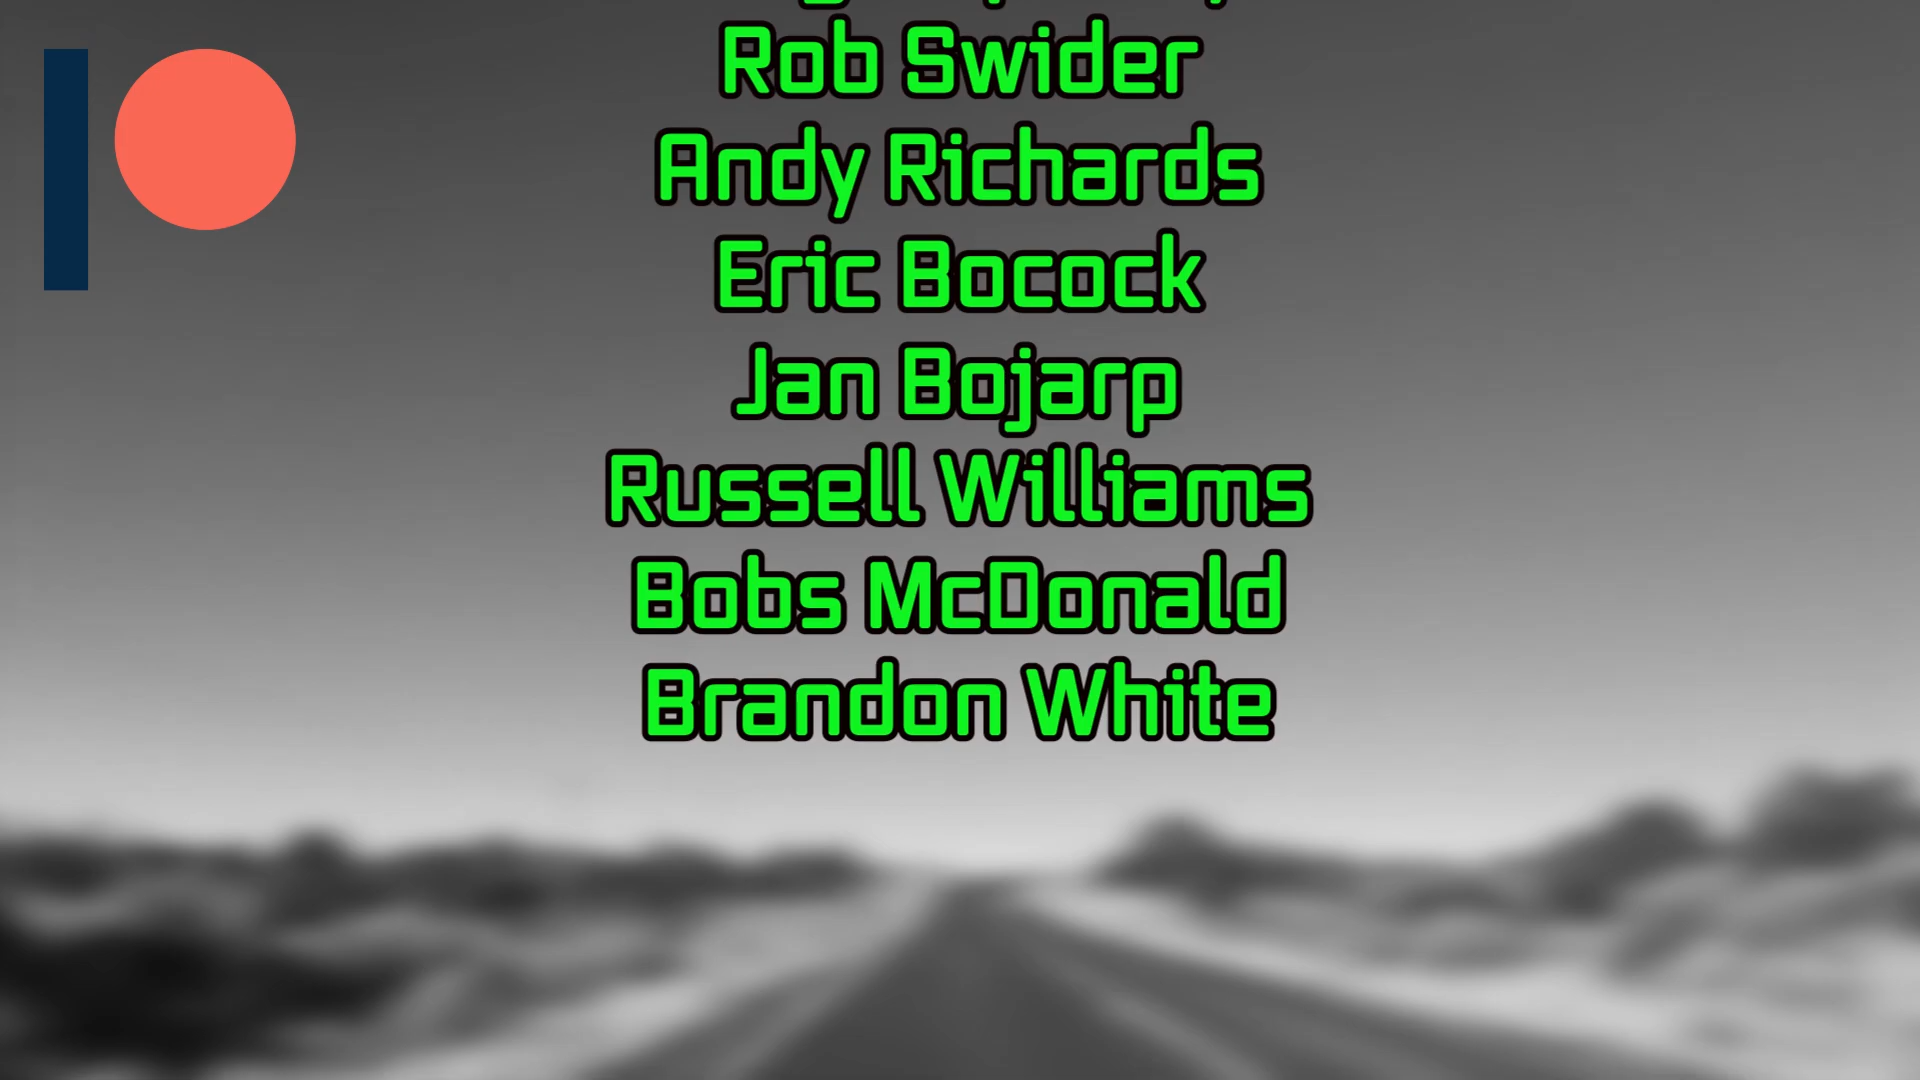 Rob Swider
Andy Richards
Eric Bocock
Jan Bojarp
Russell Williams
Bobs McDonald
Brandon White